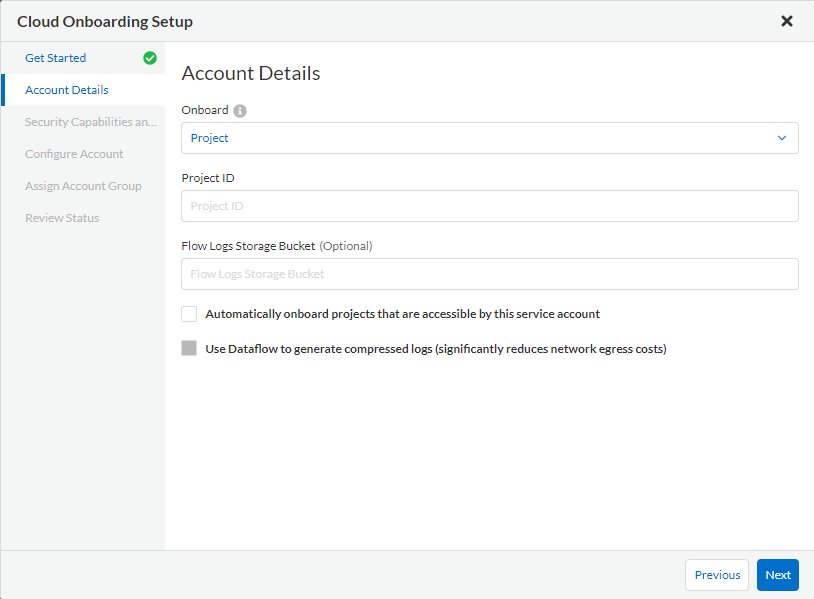 Cloud Onboarding Setup
Get Started
Account Details
Security Capabilities an...
Configure Account
Assign Account Group
Review Status
Account Details
Onboard
Project
Project ID
Project ID
Flow Logs Storage Bucket (Optional)
Flow Logs Storage Bucket
Automatically onboard projects that are accessible by this service account
Use Dataflow to generate compressed logs (significantly reduces network egress costs)
Previous
Next